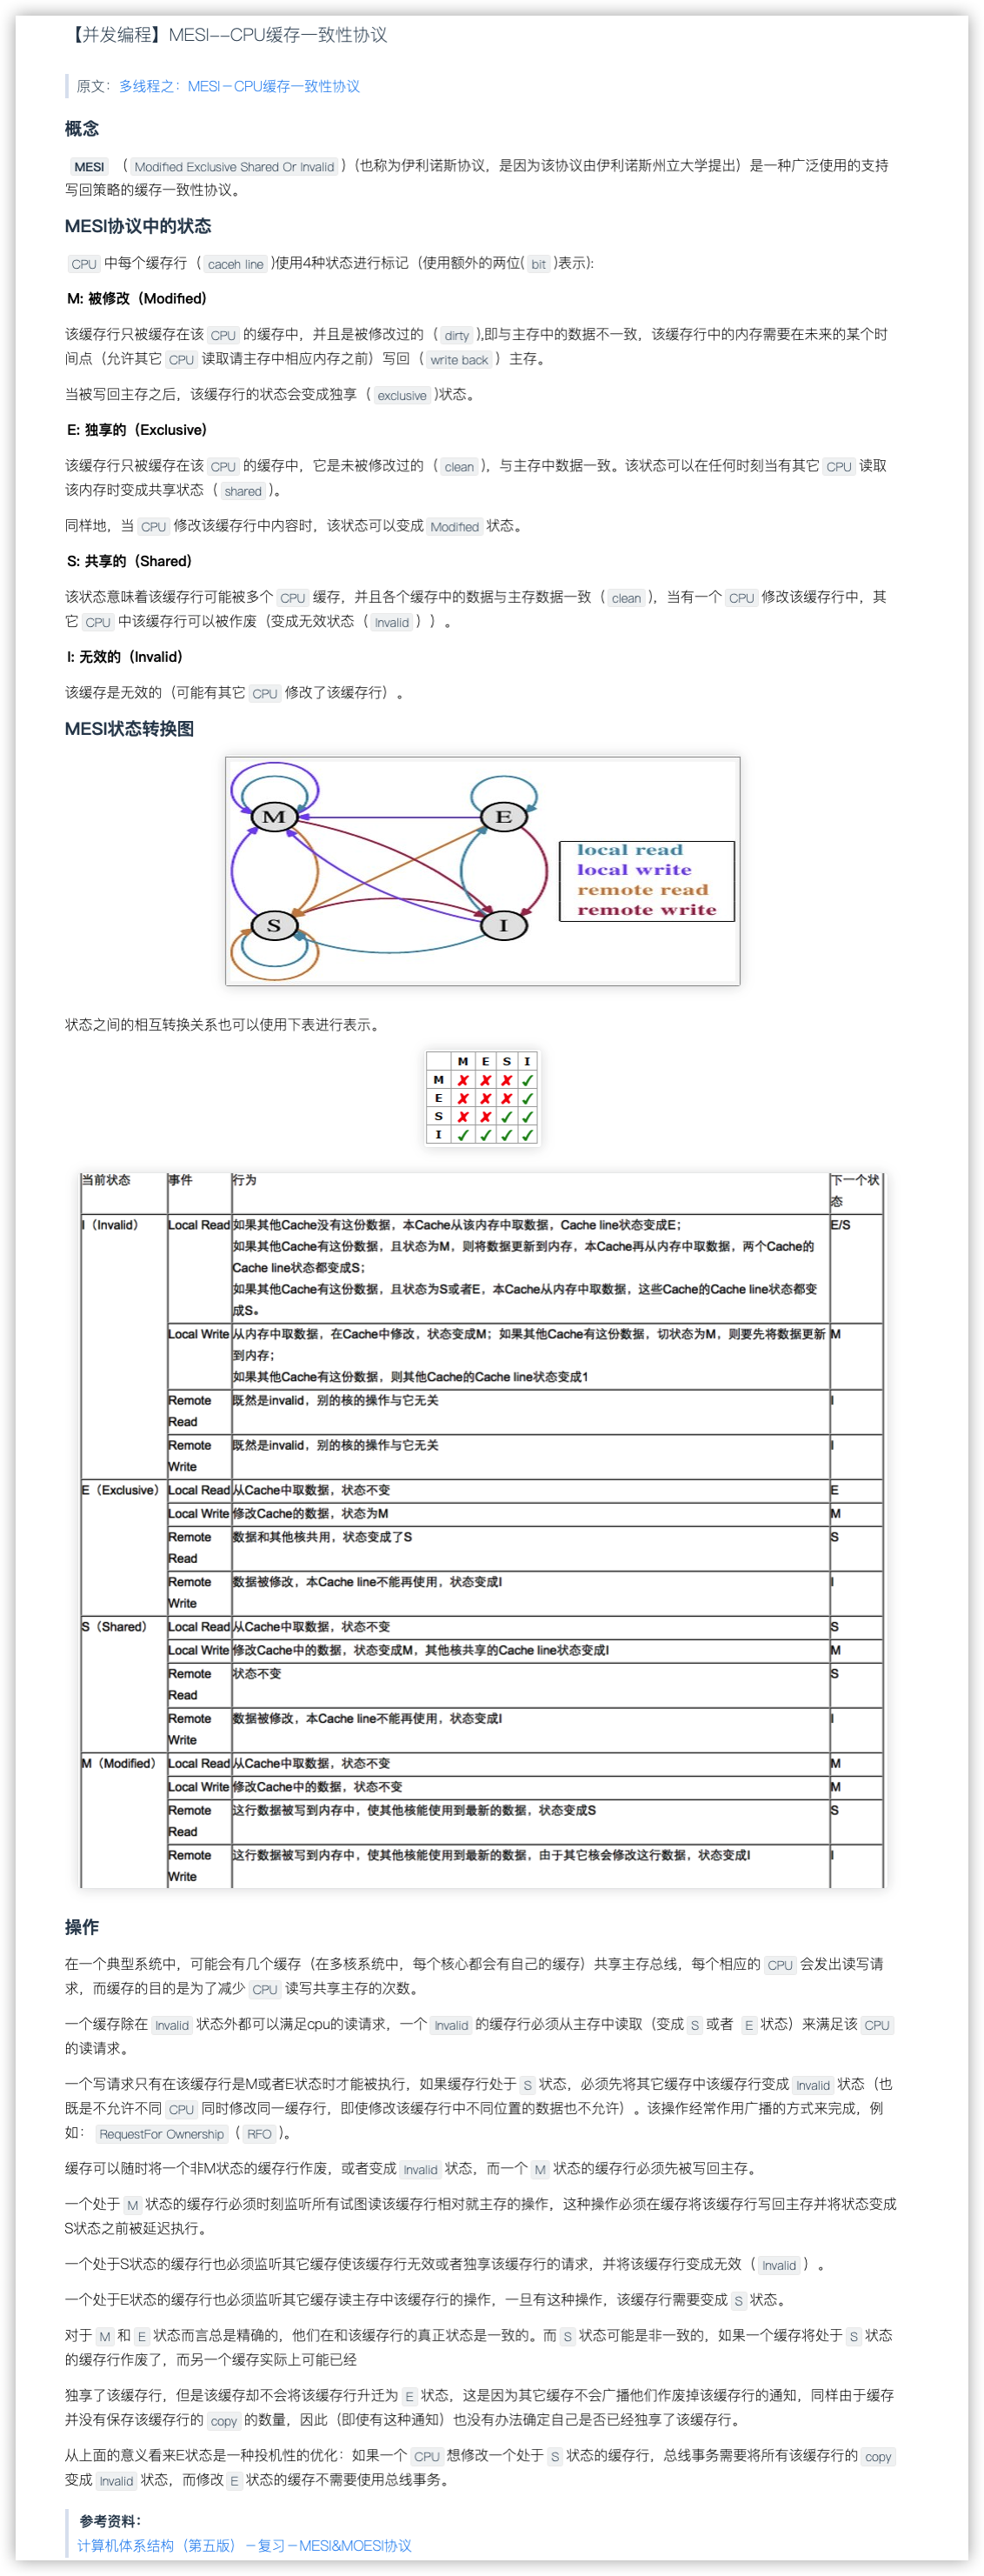 【并发编程】MESI--CPU缓存一致性协议
原文：多线程之：MESI－CPU缓存一致性协议
概念
MESI （Modified Exclusive Shared Or Invalid）（也称为伊利诺斯协议，是因为该协议由伊利诺斯州立大学提出）是一种广泛使用的支持
写回策略的缓存一致性协议。
MESI协议中的状态
CPU 中每个缓存行（caceh line)使用4种状态进行标记（使用额外的两位(bit)表示):
M: 被修改（Modified）
该缓存行只被缓存在该 CPU 的缓存中，并且是被修改过的（dirty),即与主存中的数据不一致，该缓存行中的内存需要在未来的某个时
间点（允许其它 CPU 读取请主存中相应内存之前）写回（write back）主存。
当被写回主存之后，该缓存行的状态会变成独享（exclusive)状态。
E: 独享的（Exclusive）
该缓存行只被缓存在该 CPU 的缓存中，它是未被修改过的（clean)，与主存中数据一致。该状态可以在任何时刻当有其它 CPU 读取
该内存时变成共享状态（shared)。
同样地，当 CPU 修改该缓存行中内容时，该状态可以变成 Modified 状态。
S: 共享的（Shared）
该状态意味着该缓存行可能被多个 CPU 缓存，并且各个缓存中的数据与主存数据一致（clean)，当有一个 CPU 修改该缓存行中，其
它 CPU 中该缓存行可以被作废（变成无效状态（Invalid））。
I: 无效的（Invalid）
该缓存是无效的（可能有其它 CPU 修改了该缓存行）。
MESI状态转换图
M E
local read
local write
remote read
remote write
S I
状态之间的相互转换关系也可以使用下表进行表示。
M E S I
M ✘ ✘ ✘ ✓
E ✘ ✘ ✘ ✓
S ✘ ✘ ✓ ✓
I ✓ ✓ ✓ ✓
当前状态 事件 行为 下一个状
态
I（Invalid） Local Read 如果其他Cache没有这份数据，本Cache从该内存中取数据，Cache line状态变成E； E/S
如果其他Cache有这份数据，且状态为M，则将数据更新到内存，本Cache再从内存中取数据，两个Cache的
Cache line状态都变成S；
如果其他Cache有这份数据，且状态为S或者E，本Cache从内存中取数据，这些Cache的Cache line状态都变
成S。
Local Write 从内存中取数据，在Cache中修改，状态变成M；如果其他Cache有这份数据，切状态为M，则要先将数据更新 M
到内存；
如果其他Cache有这份数据，则其他Cache的Cache line状态变成1
Remote 既然是invalid，别的核的操作与它无关 I
Read
Remote 既然是invalid，别的核的操作与它无关 I
Write
E（Exclusive） Local Read 从Cache中取数据，状态不变 E
Local Write 修改Cache的数据，状态为M M
Remote 数据和其他核共用，状态变成了S S
Read
Remote 数据被修改，本Cache line不能再使用，状态变成I I
Write
S（Shared） Local Read 从Cache中取数据，状态不变 S
Local Write 修改Cache中的数据，状态变成M，其他核共享的Cache line状态变成I M
Remote 状态不变 S
Read
Remote 数据被修改，本Cache line不能再使用，状态变成I I
Write
M（Modified） Local Read 从Cache中取数据，状态不变 M
Local Write 修改Cache中的数据，状态不变 M
Remote 这行数据被写到内存中，使其他核能使用到最新的数据，状态变成S S
Read
Remote 这行数据被写到内存中，使其他核能使用到最新的数据，由于其它核会修改这行数据，状态变成I I
Write
操作
在一个典型系统中，可能会有几个缓存（在多核系统中，每个核心都会有自己的缓存）共享主存总线，每个相应的 CPU 会发出读写请
求，而缓存的目的是为了减少 CPU 读写共享主存的次数。
一个缓存除在 Invalid 状态外都可以满足cpu的读请求，一个 Invalid 的缓存行必须从主存中读取（变成 S 或者 E 状态）来满足该 CPU
的读请求。
一个写请求只有在该缓存行是M或者E状态时才能被执行，如果缓存行处于 S 状态，必须先将其它缓存中该缓存行变成 Invalid 状态（也
既是不允许不同 CPU 同时修改同一缓存行，即使修改该缓存行中不同位置的数据也不允许）。该操作经常作用广播的方式来完成，例
如： RequestFor Ownership（RFO)。
缓存可以随时将一个非M状态的缓存行作废，或者变成 Invalid 状态，而一个 M 状态的缓存行必须先被写回主存。
一个处于 M 状态的缓存行必须时刻监听所有试图读该缓存行相对就主存的操作，这种操作必须在缓存将该缓存行写回主存并将状态变成
S状态之前被延迟执行。
一个处于S状态的缓存行也必须监听其它缓存使该缓存行无效或者独享该缓存行的请求，并将该缓存行变成无效（Invalid）。
一个处于E状态的缓存行也必须监听其它缓存读主存中该缓存行的操作，一旦有这种操作，该缓存行需要变成 S 状态。
对于 M 和 E 状态而言总是精确的，他们在和该缓存行的真正状态是一致的。而 S 状态可能是非一致的，如果一个缓存将处于 S 状态
的缓存行作废了，而另一个缓存实际上可能已经
独享了该缓存行，但是该缓存却不会将该缓存行升迁为 E 状态，这是因为其它缓存不会广播他们作废掉该缓存行的通知，同样由于缓存
并没有保存该缓存行的 copy 的数量，因此（即使有这种通知）也没有办法确定自己是否已经独享了该缓存行。
从上面的意义看来E状态是一种投机性的优化：如果一个 CPU 想修改一个处于 S 状态的缓存行，总线事务需要将所有该缓存行的 copy
变成 Invalid 状态，而修改 E 状态的缓存不需要使用总线事务。
参考资料：
计算机体系结构（第五版）－复习－MESI&MOESI协议